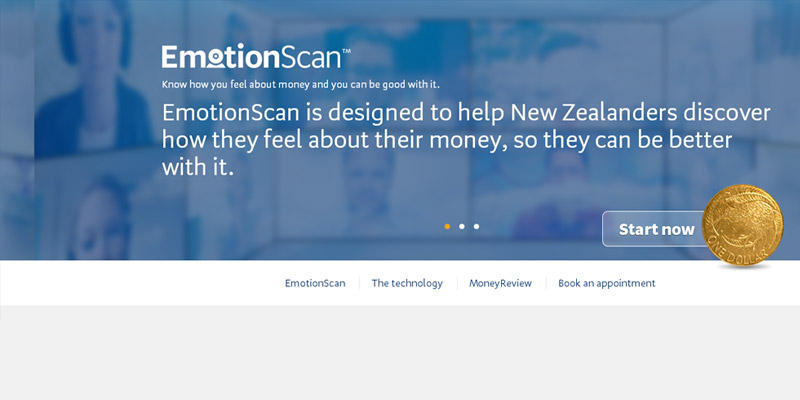 EmotionScan™
Know how you feel about money and you can be good with it.
EmotionScan is designed to help New Zealanders discover
how they feel about their money, so they can be better
with it.
Start now
ONE DOLLAR
EmotionScan
The technology
MoneyReview
Book an appointment